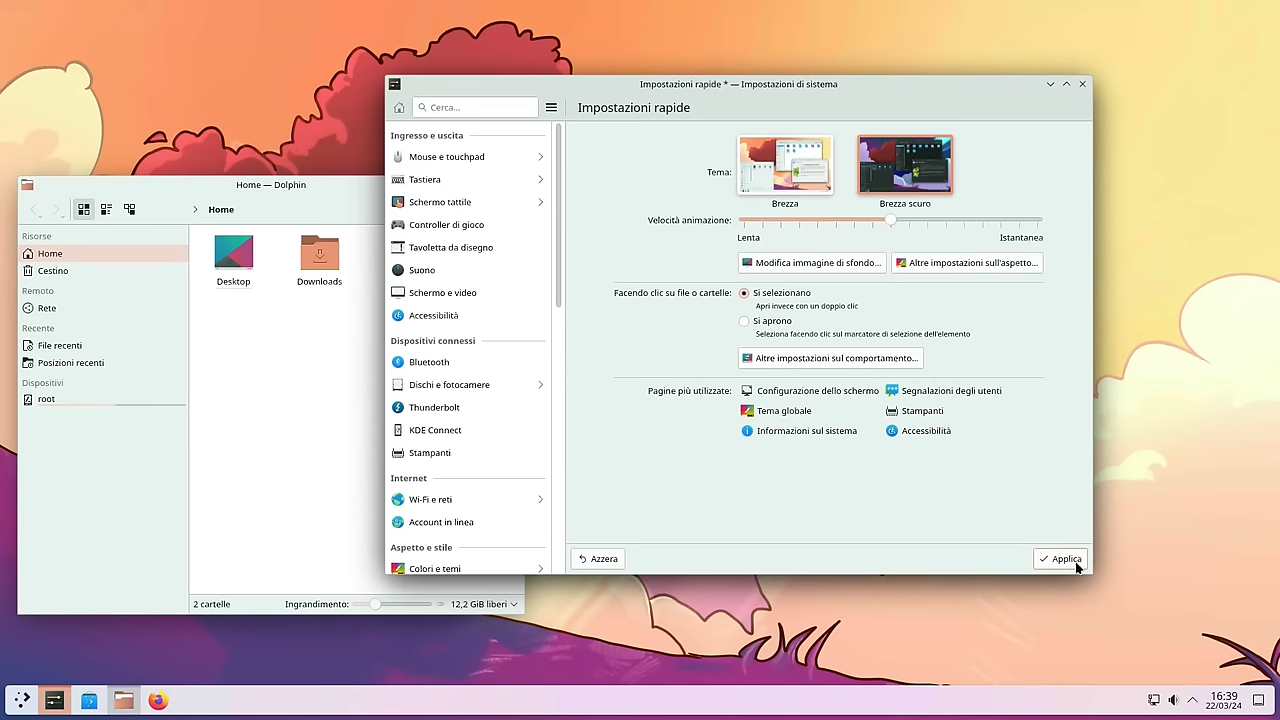 Home — Dolphin
Home
Risorse
Home
Cestino
Remoto
Rete
Recente
File recenti
Posizioni recenti
Dispositivi
root
Desktop
Downloads
2 cartelle
Ingrandimento:
12,2 GiB liberi
Impostazioni rapide * — Impostazioni di sistema
Cerca...
Impostazioni rapide
Ingresso e uscita
Mouse e touchpad
Tastiera
Schermo tattile
Controller di gioco
Tavoletta da disegno
Suono
Schermo e video
Accessibilità
Dispositivi connessi
Bluetooth
Dischi e fotocamere
Thunderbolt
KDE Connect
Stampanti
Internet
Wi-Fi e reti
Account in linea
Aspetto e stile
Colori e temi
Tema:
Brezza
Brezza scuro
Velocità animazione:
Lenta
Istantanea
Modifica immagine di sfondo...
Altre impostazioni sull'aspetto...
Facendo clic su file o cartelle:
Si selezionano
Apri invece con un doppio clic
Si aprono
Seleziona facendo clic sul marcatore di selezione dell'elemento
Altre impostazioni sul comportamento...
Pagine più utilizzate:
Configurazione dello schermo
Segnalazioni degli utenti
Tema globale
Stampanti
Informazioni sul sistema
Accessibilità
Azzera
Applica
16:39
22/03/24